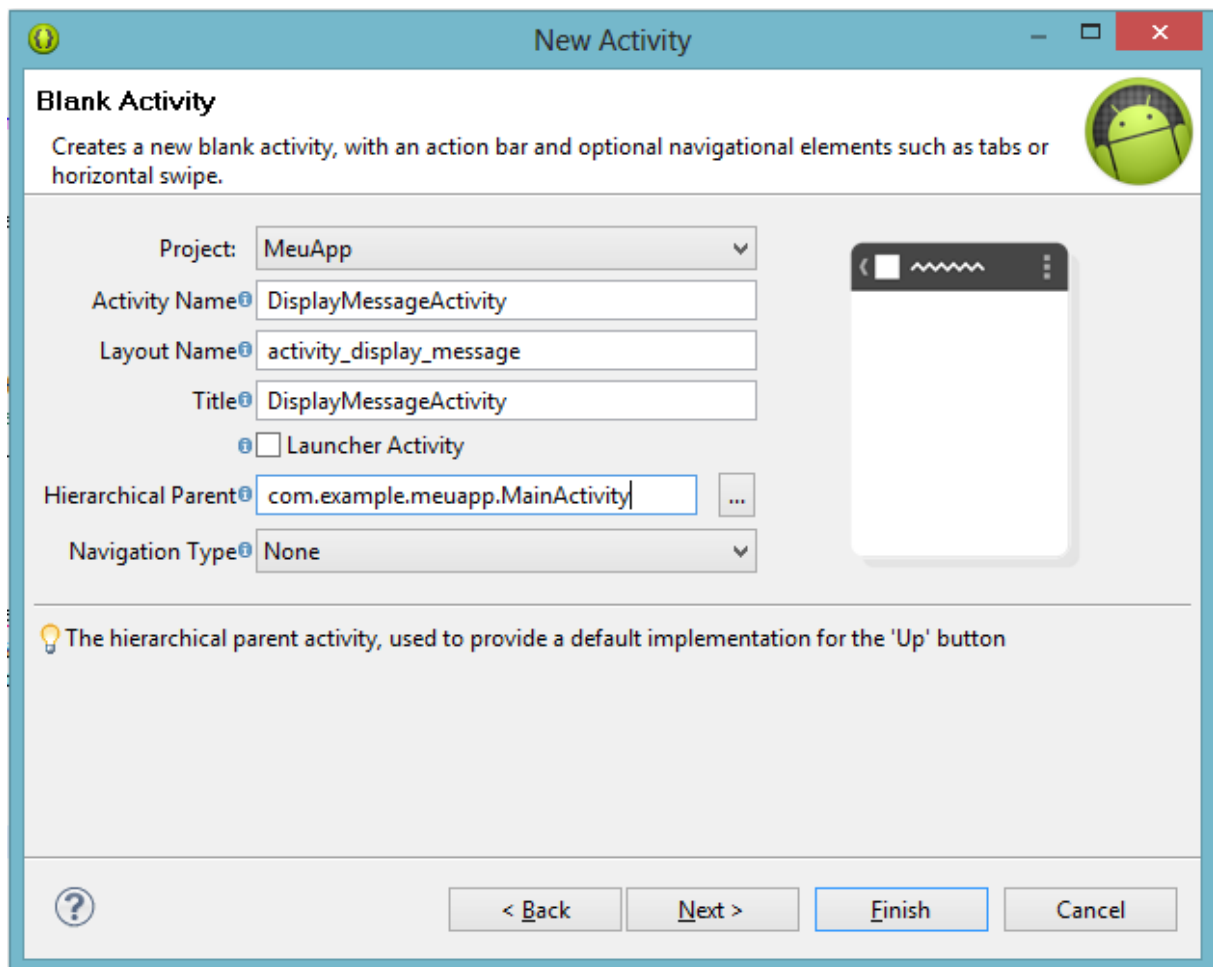 New Activity
Blank Activity
Creates a new blank activity, with an action bar and optional navigational elements such as tabs or
horizontal swipe.
Project: MeuApp
Activity Name DisplayMessageActivity
Layout Name activity_display_message
Title DisplayMessageActivity
Launcher Activity
Hierarchical Parent com.example.meuapp.MainActivity ...
Navigation Type None
The hierarchical parent activity, used to provide a default implementation for the 'Up' button
? < Back Next > Finish Cancel